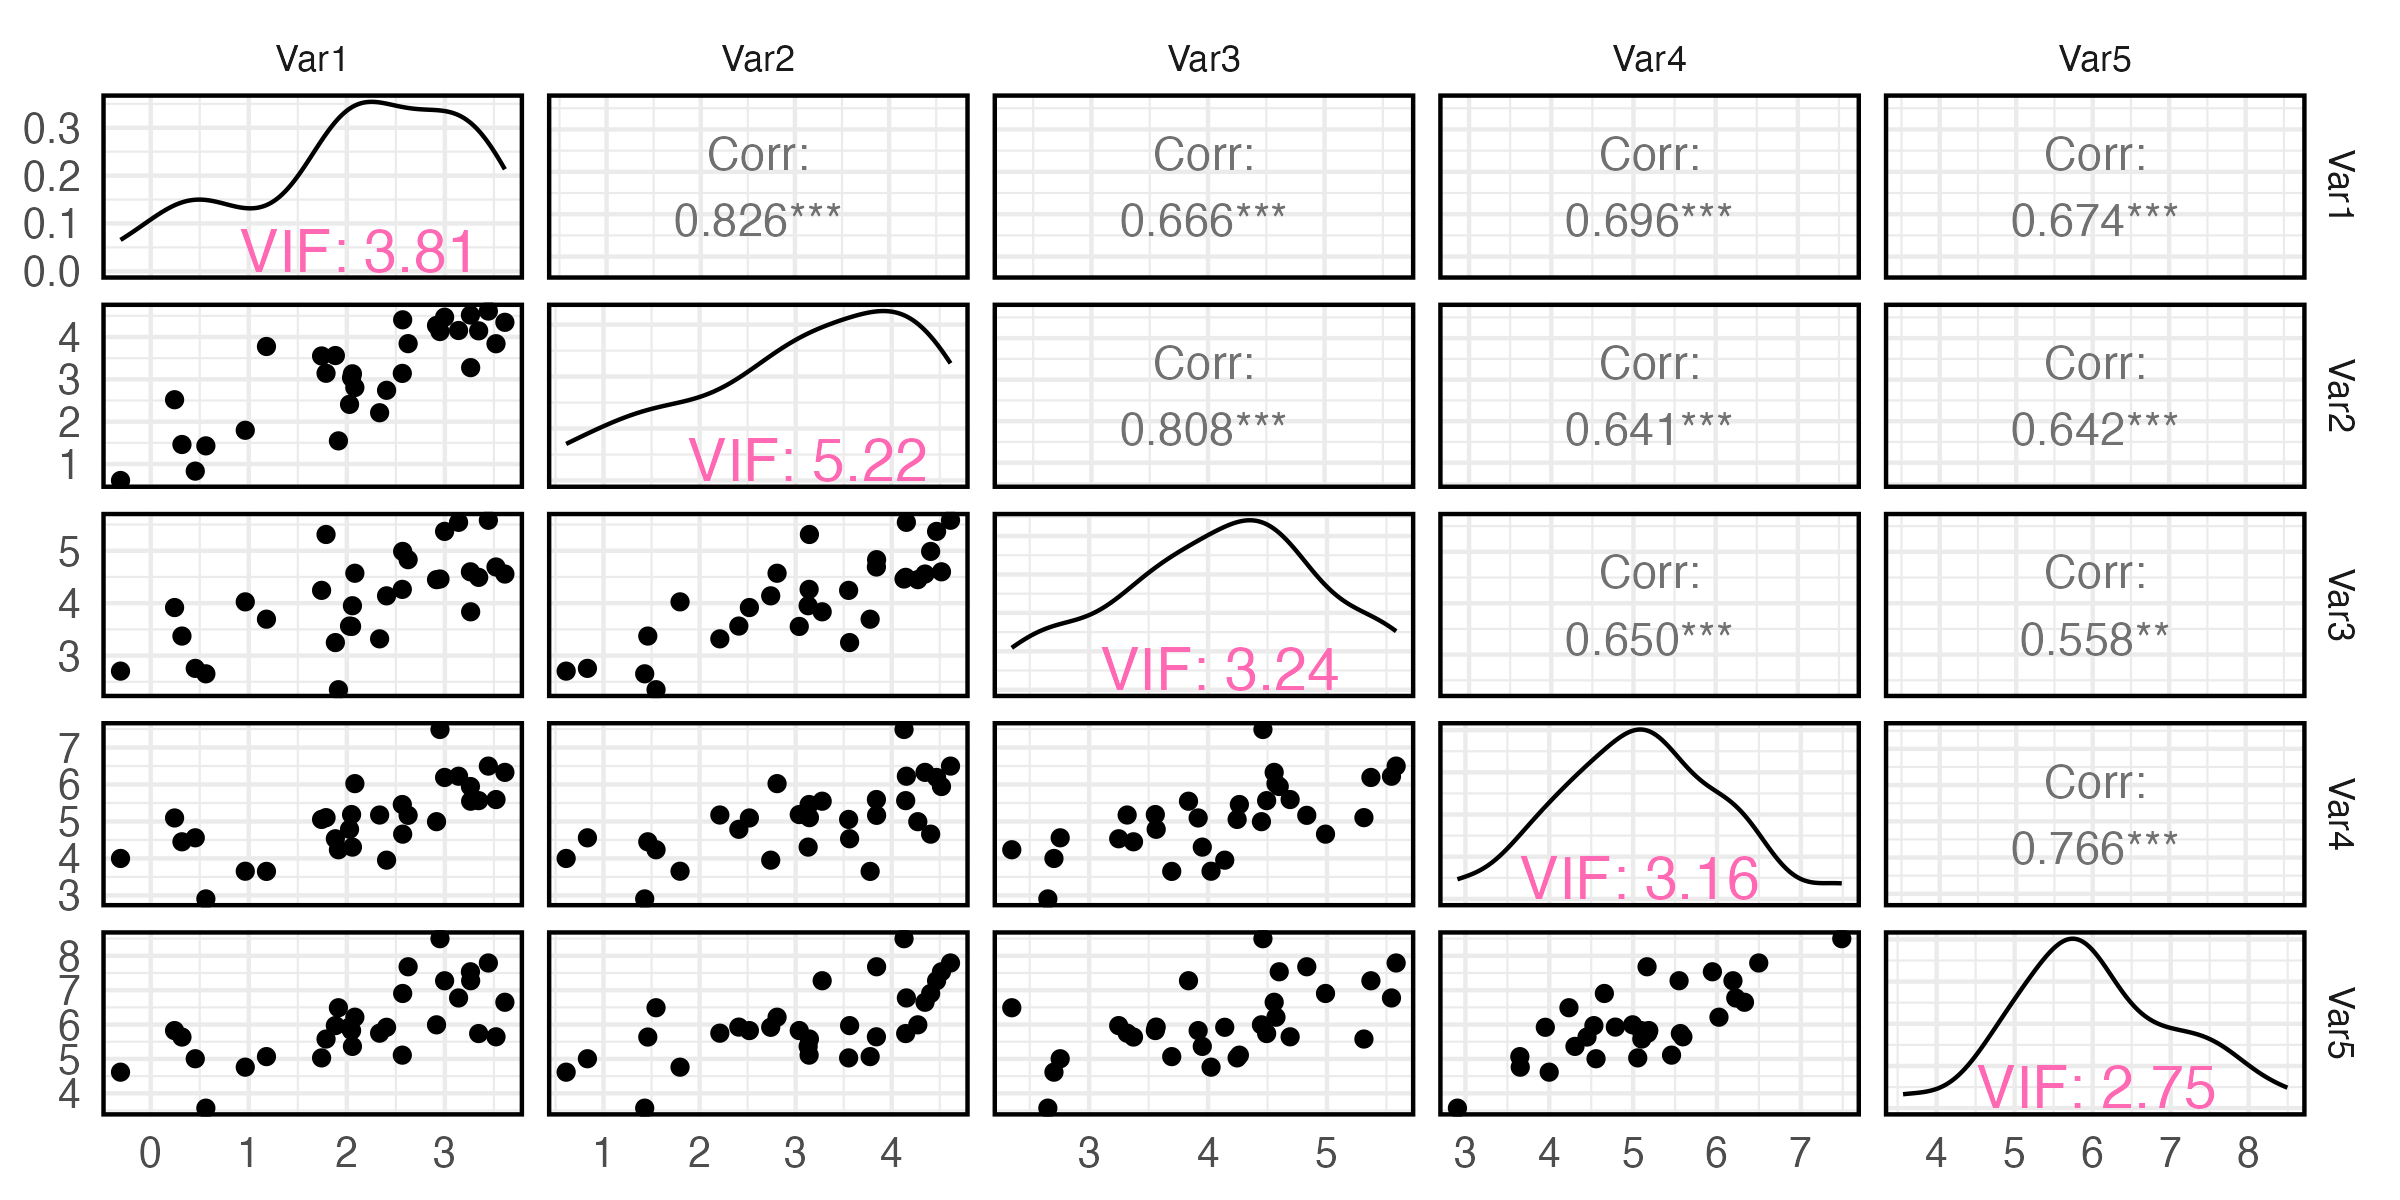 Var1 Var2 Var3 Var4 Var5
0.3
0.2
0.1
0.0
VIF: 3.81
Corr:
0.826***
Corr:
0.666***
Corr:
0.696***
Corr:
0.674***
Var1
4
3
2
1
VIF: 5.22
Corr:
0.808***
Corr:
0.641***
Corr:
0.642***
Var2
5
4
3
VIF: 3.24
Corr:
0.650***
Corr:
0.558**
Var3
7
6
5
4
3
VIF: 3.16
Corr:
0.766***
Var4
8
7
6
5
4
VIF: 2.75
Var5
0 1 2 3
1 2 3 4
3 4 5
3 4 5 6 7
4 5 6 7 8